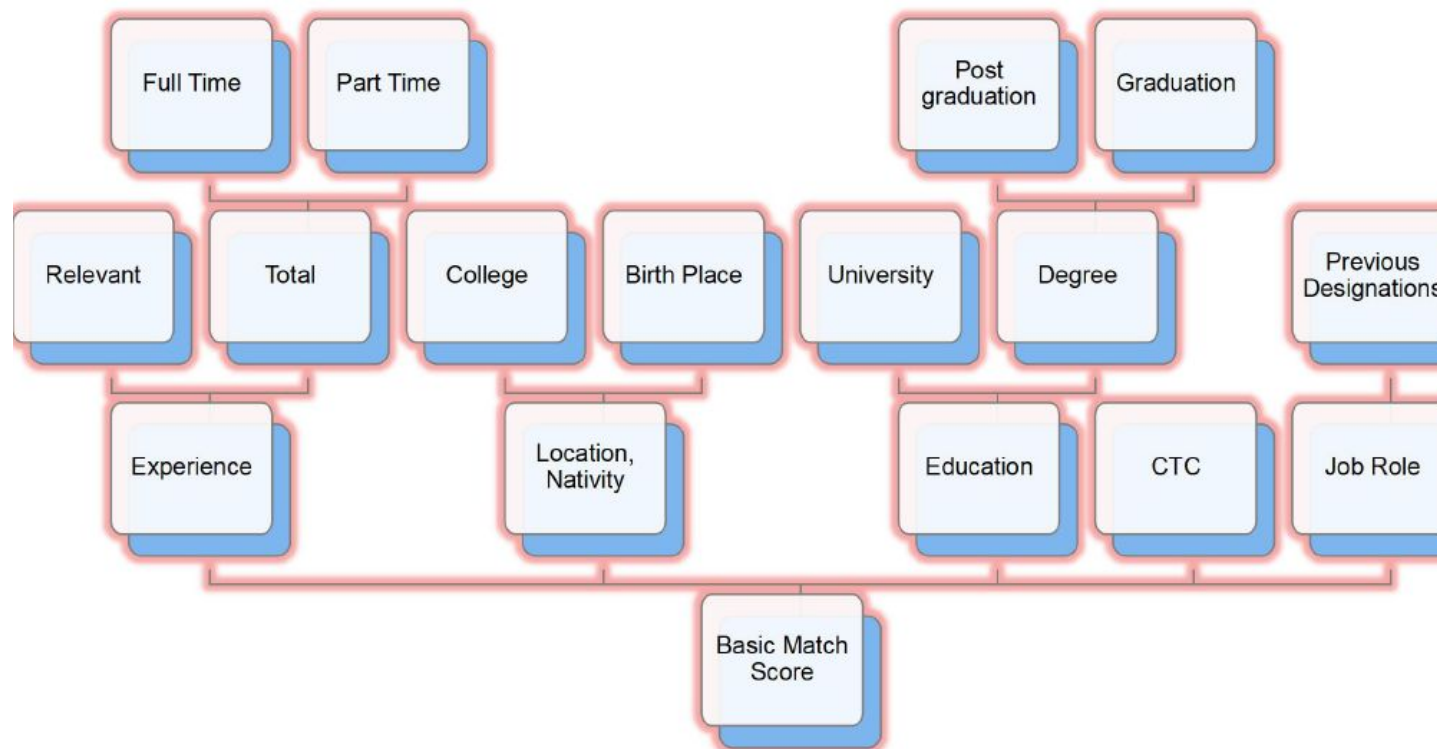 Full Time
Part Time
Post
graduation
Graduation
Relevant
Total
College
Birth Place
University
Degree
Previous
Designations
Experience
Location,
Nativity
Education
CTC
Job Role
Basic Match
Score